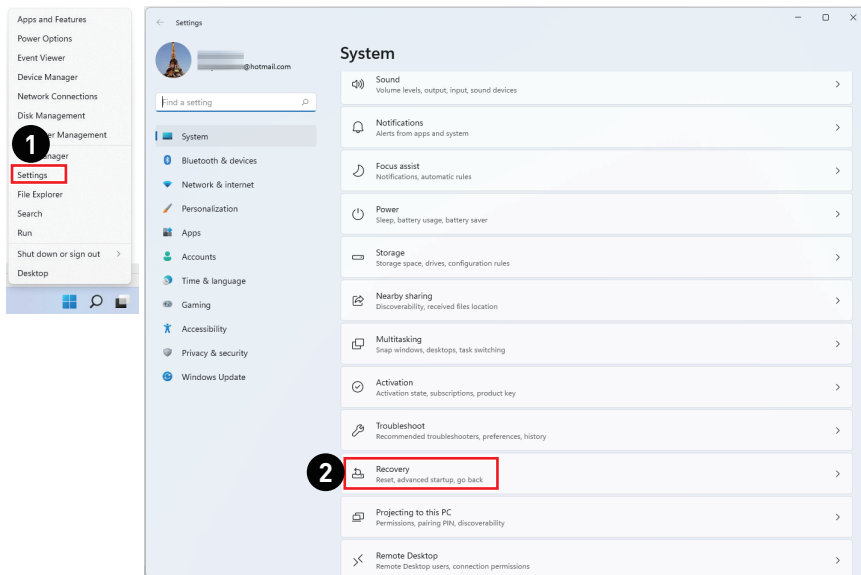 Apps and Features
Power Options
Event Viewer
Device Manager
Network Connections
Disk Management
Management
1
Settings
File Explorer
Search
Run
Shut down or sign out
Desktop
Settings
@hotmail.com
Find a setting
System
Bluetooth & devices
Network & internet
Personalization
Apps
Accounts
Time & language
Gaming
Accessibility
Privacy & security
Windows Update
System
Sound
Volume levels, output, input, sound devices
Notifications
Alerts from apps and system
Focus assist
Notifications, automatic rules
Power
Sleep, battery usage, battery saver
Storage
Storage space, drives, configuration rules
Nearby sharing
Discoverability, received files location
Multitasking
Snap windows, desktops, task switching
Activation
Activation state, subscriptions, product key
Troubleshoot
Recommended troubleshooters, preferences, history
2
Recovery
Reset, advanced startup, go back
Projecting to this PC
Permissions, pairing PIN, discoverability
Remote Desktop
Remote Desktop users, connection permissions